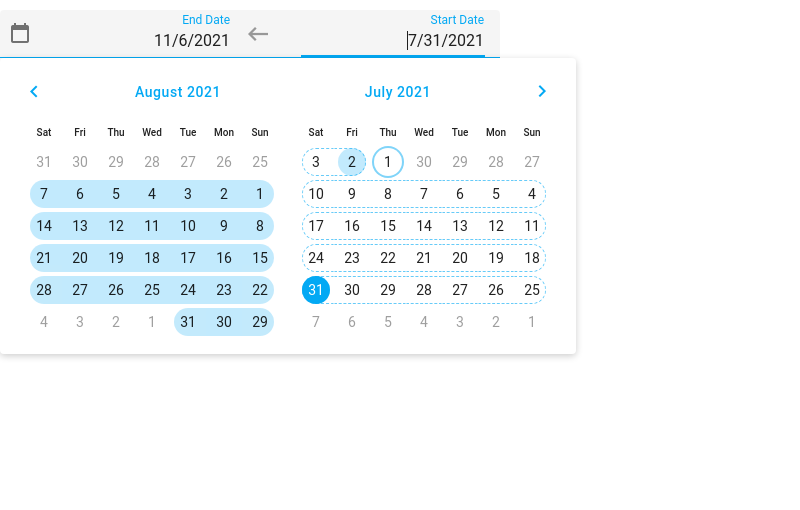 End Date Start Date
11/6/2021 7/31/2021
August 2021 July 2021
Sat Fri Thu Wed Tue Mon Sun Sat Fri Thu Wed Tue Mon Sun
31 30 29 28 27 26 25 3 2 1 30 29 28 27
7 6 5 4 3 2 1 10 9 8 7 6 5 4
14 13 12 11 10 9 8 17 16 15 14 13 12 11
21 20 19 18 17 16 15 24 23 22 21 20 19 18
28 27 26 25 24 23 22 31 30 29 28 27 26 25
4 3 2 1 31 30 29 7 6 5 4 3 2 1